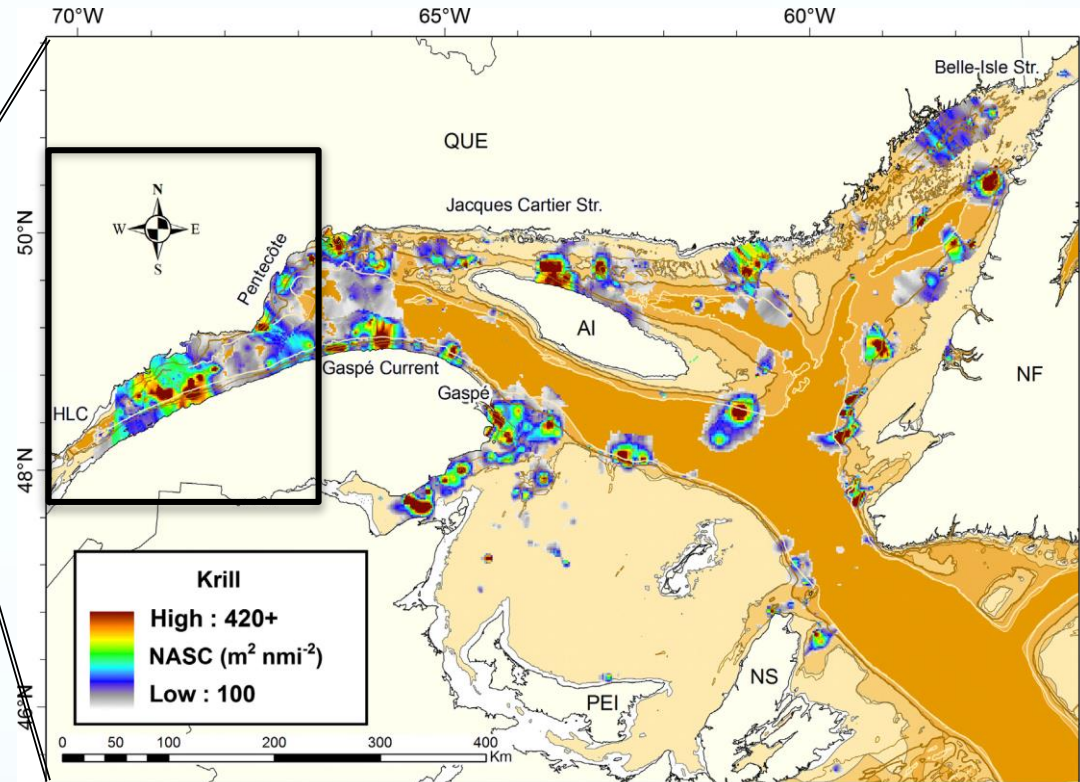 70°W
65°W
60°W
Belle-Isle Str.
QUE
Jacques Cartier Str.
50°N
N
W
E
S
Pentecôte
AI
NF
Gaspé Current
Gaspé
HLC
48°N
Krill
High : 420+
NASC (m² nmi⁻²)
Low : 100
NS
PEI
46°N
0 50 100 200 300 400
Km